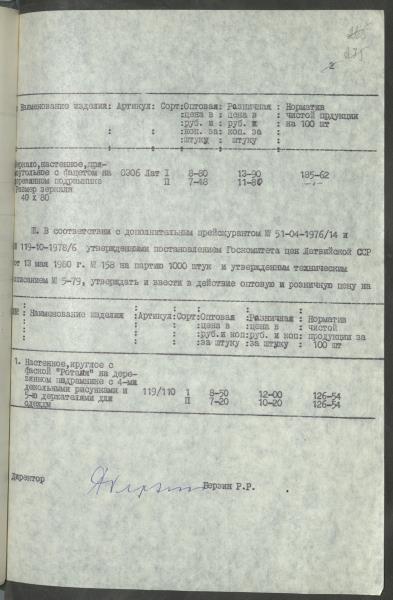 275
2
: Наименование изделия: Артикул: Сорт:Оптовая: Розничная : Норматив
:цена в : цена в : чистой прдукции
:руб. и : руб. и : на 100 шт
: : :коп. за: коп. за :
: : :штуку : штуку :
зеркало,настенное,пря-
моугольное с фацетом на 0306 Лат I 8-80 13-90 185-62
деревянном подрамнике II 7-48 11-80 -,-
Размер зеркала
40 х 80
В соответствии с дополнительным прейскурантом № 51-04-1976/14 и
№ 119-10-1978/6 утвержденными постановлением Госкомитета цен Латвийской ССР
от 13 мая 1980 г. № 158 на партию 1000 штук и утвержденным техническим
описанием № 5-79, утвердить и ввести в действие оптовую и розничную цену на
: Наименование изделия :Артикул:Сорт:Оптовая :Розничная : Норматив
: : : :цена в :цена в : чистой
: : : :руб.и коп:руб. и коп: продукции за
: : : :за штуку :за штуку : 100 шт
1. Настенное,круглое с
фаской "Роталя" на дере-
вянном падрамнике с 4-мя 119/110 I 8-50 12-00 126-54
декольными рисунками и II 7-20 10-20 126-54
5-ю держателями для
одежды
Директор Берзин Р.Р.